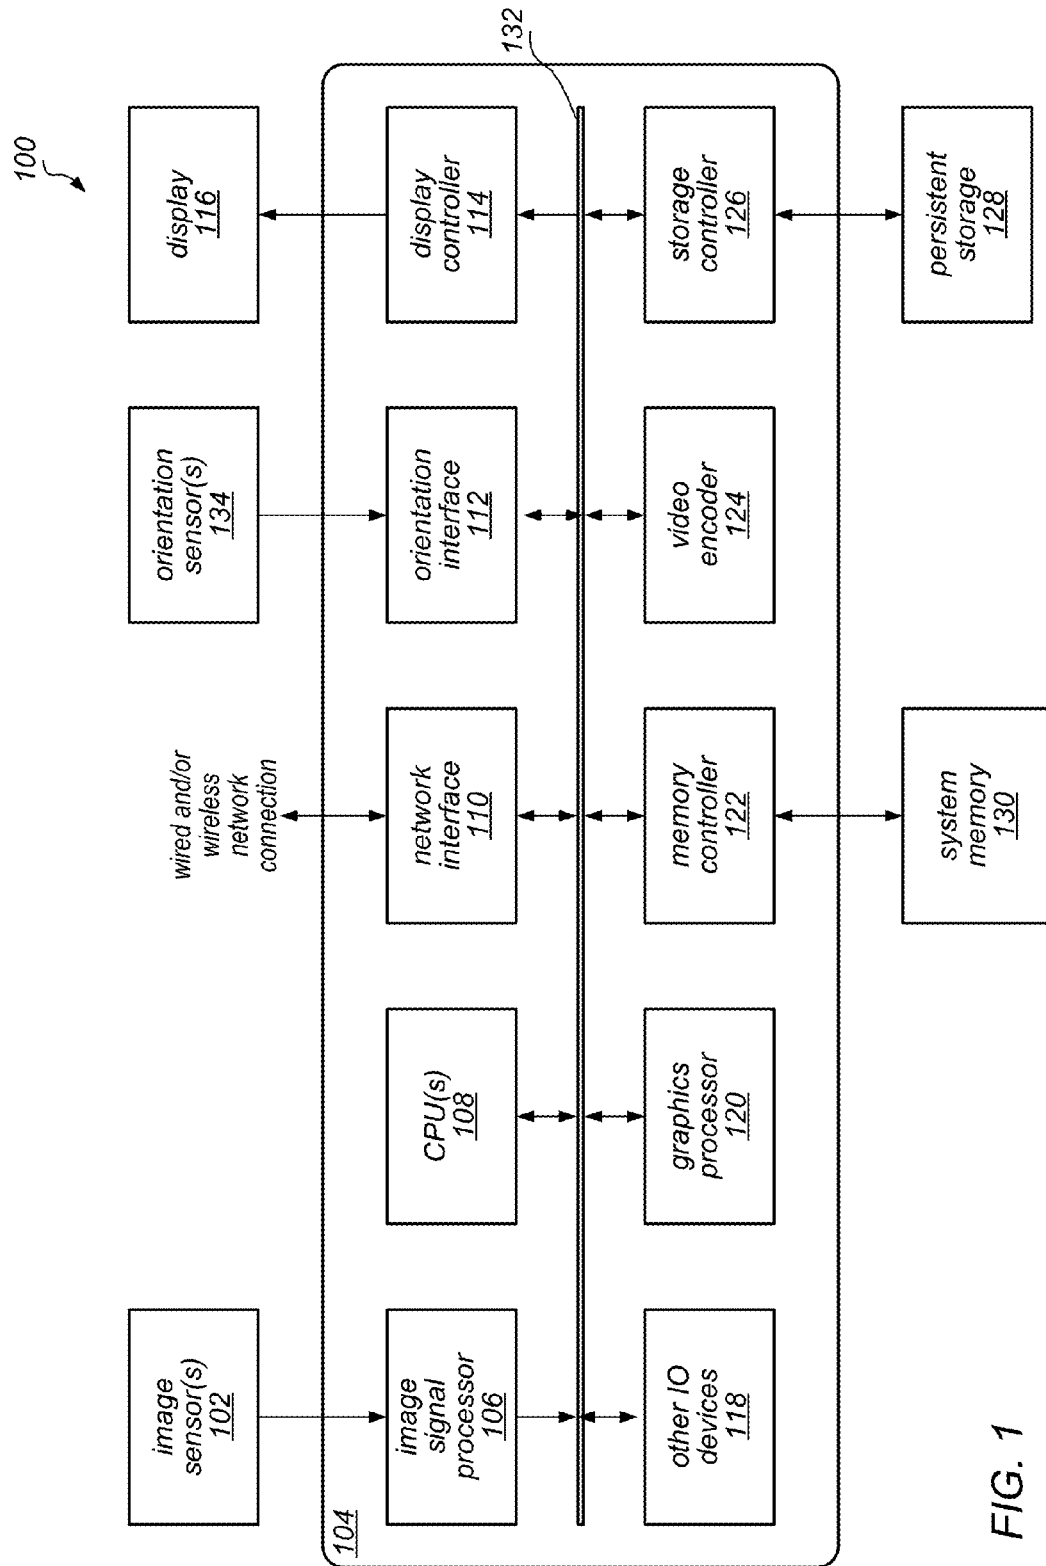 100
image
sensor(s)
102
wired and/or
wireless
network
connection
orientation
sensor(s)
134
display
116
104
image
signal
processor
106
CPU(s)
108
network
interface
110
orientation
interface
112
display
controller
114
132
other IO
devices
118
graphics
processor
120
memory
controller
122
video
encoder
124
storage
controller
126
system
memory
130
persistent
storage
128
FIG. 1